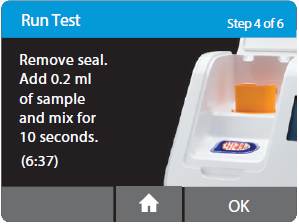 Run Test
Step 4 of 6
Remove seal.
Add 0.2 ml
of sample
and mix for
10 seconds.
(6:37)
OK